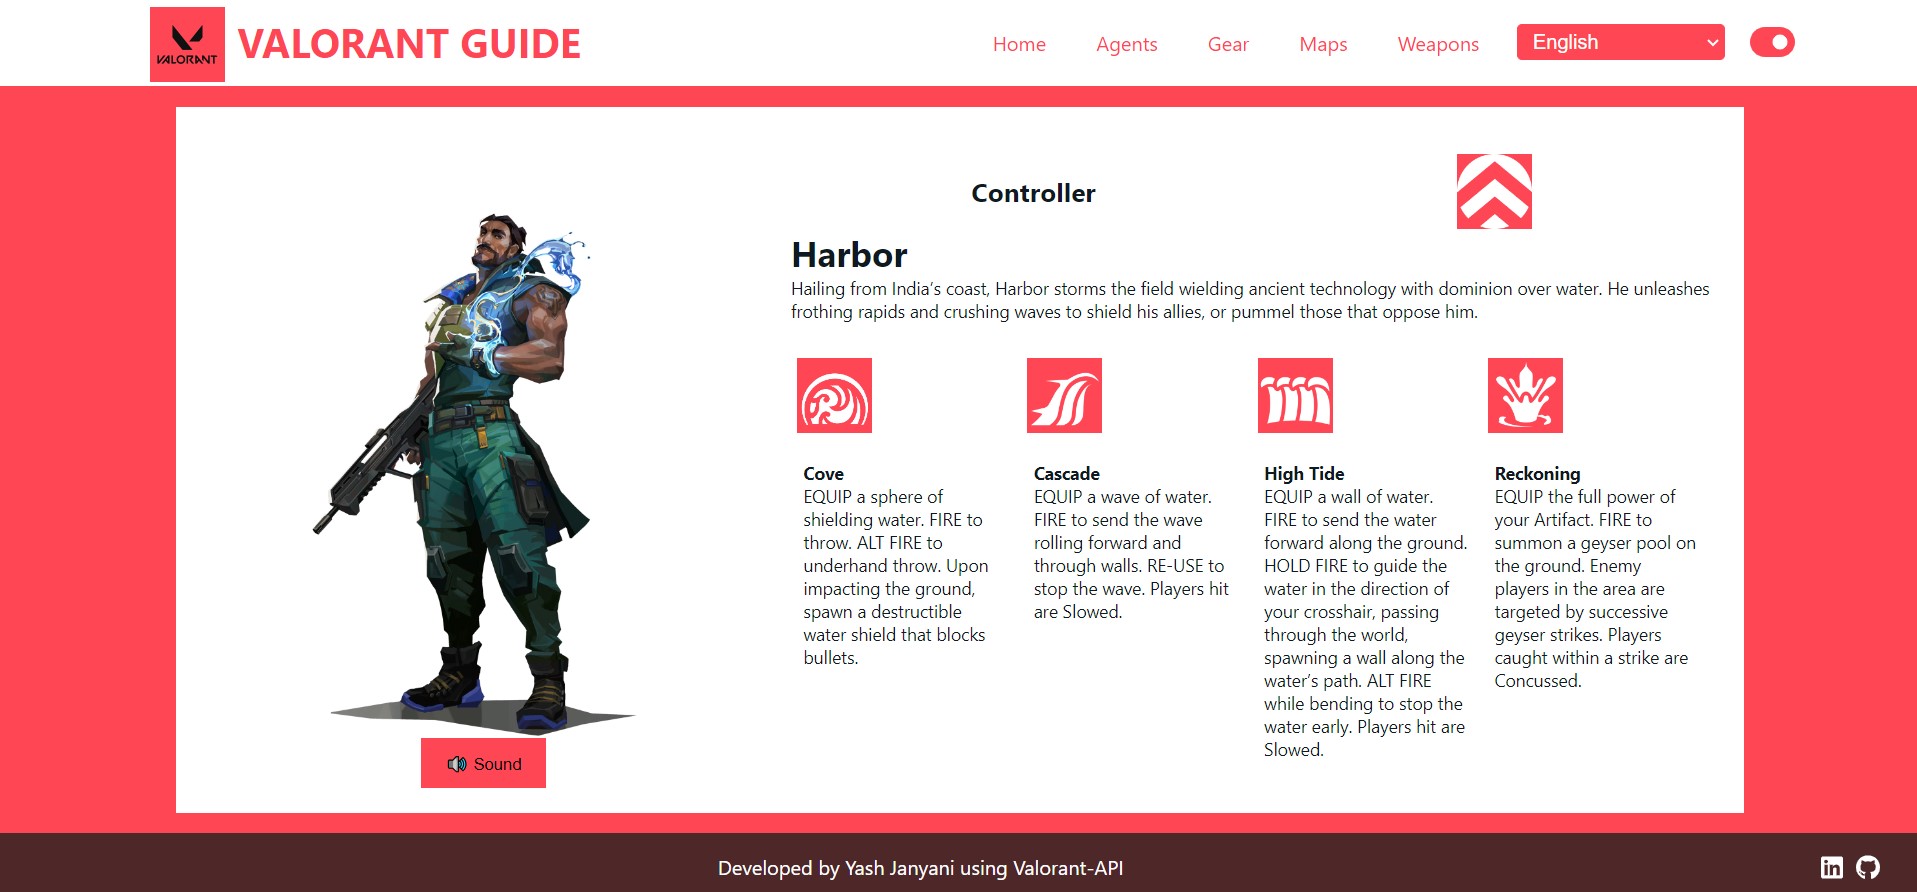 VALORANT
VALORANT GUIDE
Home
Agents
Gear
Maps
Weapons
English
Controller
Harbor
Hailing from India’s coast, Harbor storms the field wielding ancient technology with dominion over water. He unleashes
frothing rapids and crushing waves to shield his allies, or pummel those that oppose him.
Cove
EQUIP a sphere of
shielding water. FIRE to
throw. ALT FIRE to
underhand throw. Upon
impacting the ground,
spawn a destructible
water shield that blocks
bullets.
Cascade
EQUIP a wave of water.
FIRE to send the wave
rolling forward and
through walls. RE-USE to
stop the wave. Players hit
are Slowed.
High Tide
EQUIP a wall of water.
FIRE to send the water
forward along the ground.
HOLD FIRE to guide the
water in the direction of
your crosshair, passing
through the world,
spawning a wall along the
water’s path. ALT FIRE
while bending to stop the
water early. Players hit are
Slowed.
Reckoning
EQUIP the full power of
your Artifact. FIRE to
summon a geyser pool on
the ground. Enemy
players in the area are
targeted by successive
geyser strikes. Players
caught within a strike are
Concussed.
Sound
Developed by Yash Janyani using Valorant-API
in